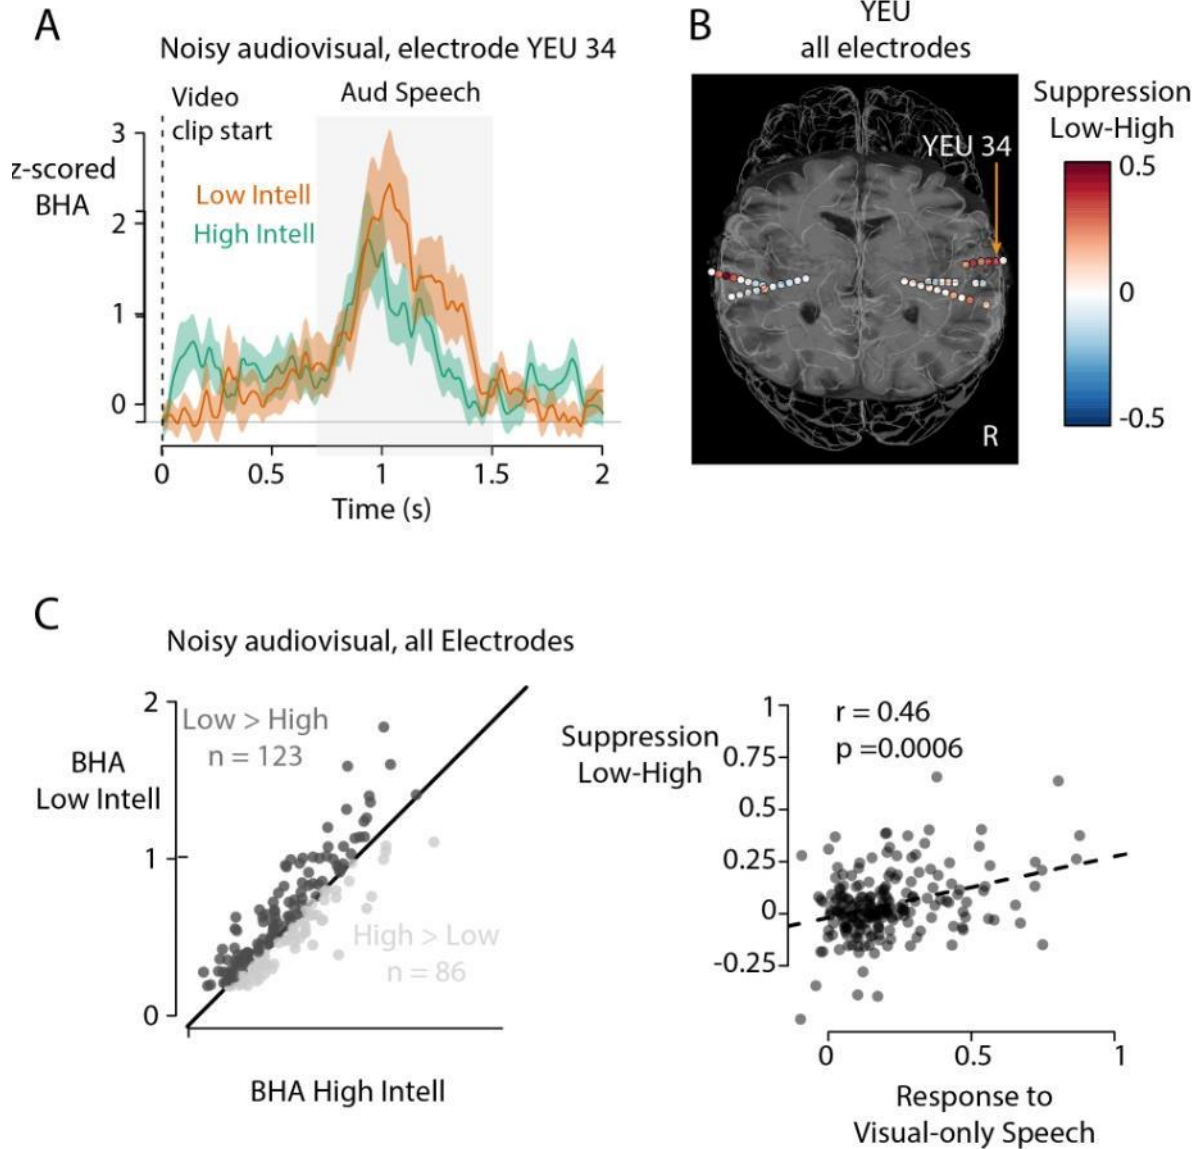 A
Noisy audiovisual, electrode YEU 34
Video
clip start
Aud Speech
z-scored
BHA
Low Intell
High Intell
3
2
1
0
0 0.5 1 1.5 2
Time (s)
B
YEU
all electrodes
YEU 34
R
Suppression
Low-High
0.5
0
-0.5
C
Noisy audiovisual, all Electrodes
BHA
Low Intell
2
1
0
Low > High
n = 123
High > Low
n = 86
BHA High Intell
Suppression
Low-High
1
0.75
0.5
0.25
0
-0.25
r = 0.46
p =0.0006
0 0.5 1
Response to
Visual-only Speech